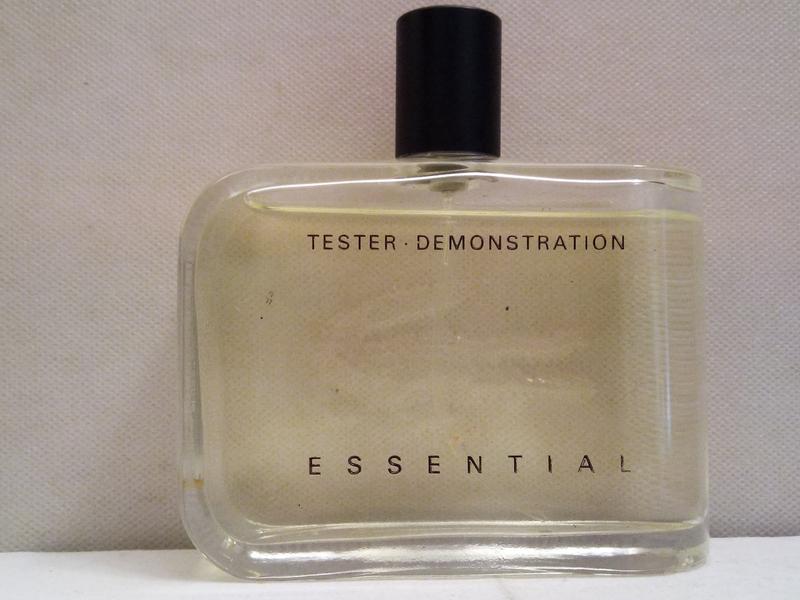 TESTER · DEMONSTRATION
ESSENTIAL